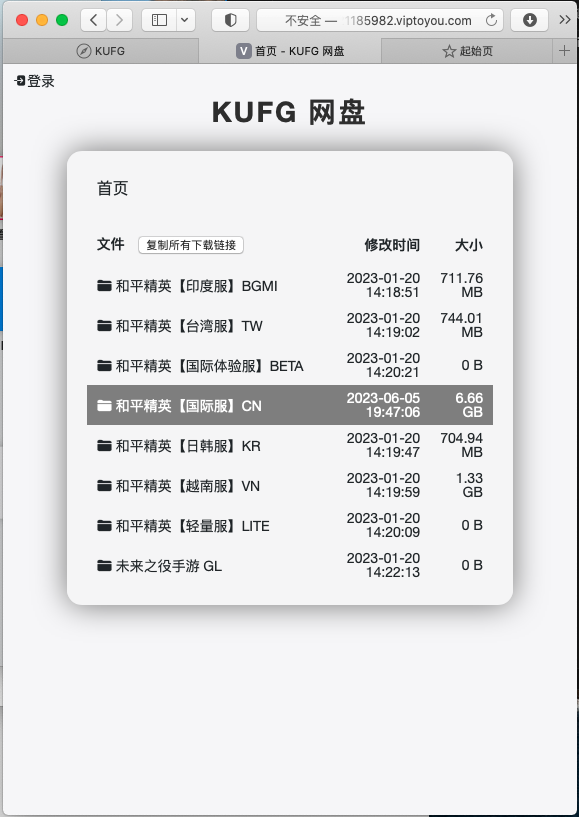 不安全 — 1185982.viptoyou.com
KUFG
V 首页 - KUFG 网盘
起始页
登录
KUFG 网盘
首页
文件 复制所有下载链接 修改时间 大小
和平精英【印度服】BGMI 2023-01-20 14:18:51 711.76 MB
和平精英【台湾服】TW 2023-01-20 14:19:02 744.01 MB
和平精英【国际体验服】BETA 2023-01-20 14:20:21 0 B
和平精英【国际服】CN 2023-06-05 19:47:06 6.66 GB
和平精英【日韩服】KR 2023-01-20 14:19:47 704.94 MB
和平精英【越南服】VN 2023-01-20 14:19:59 1.33 GB
和平精英【轻量服】LITE 2023-01-20 14:20:09 0 B
未来之役手游 GL 2023-01-20 14:22:13 0 B